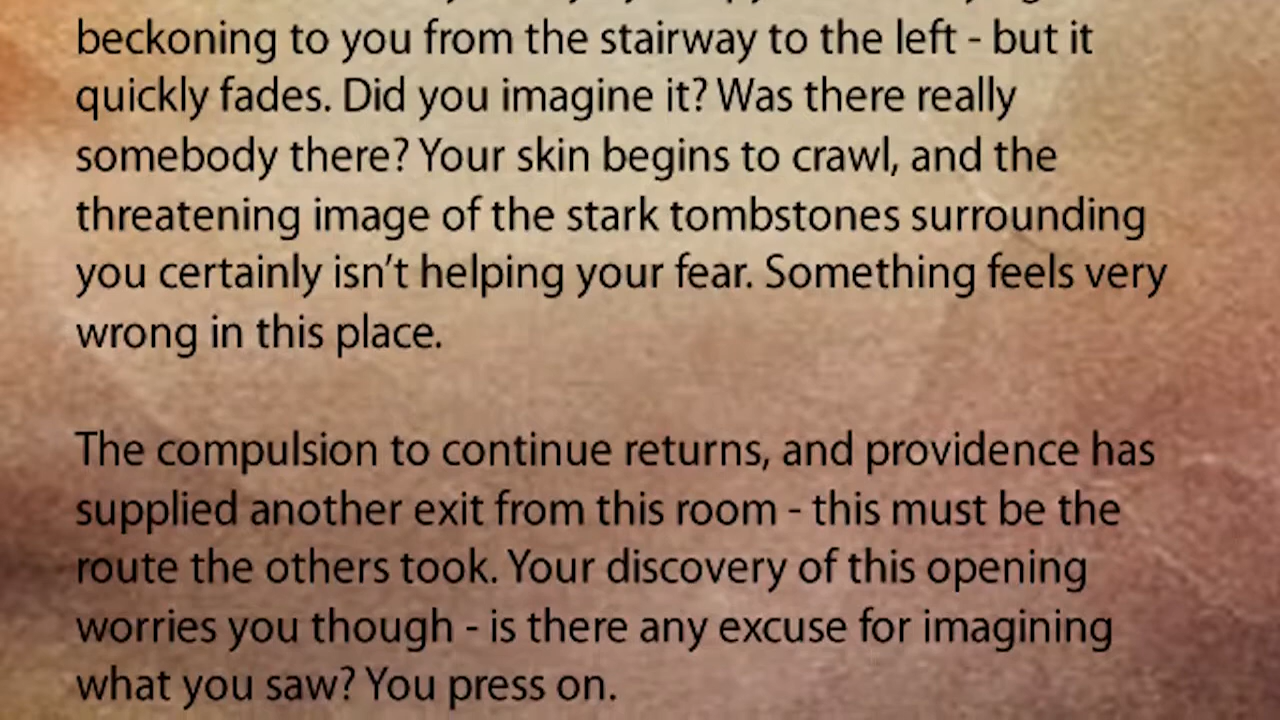 beckoning to you from the stairway to the left - but it
quickly fades. Did you imagine it? Was there really
somebody there? Your skin begins to crawl, and the
threatening image of the stark tombstones surrounding
you certainly isn't helping your fear. Something feels very
wrong in this place.
The compulsion to continue returns, and providence has
supplied another exit from this room - this must be the
route the others took. Your discovery of this opening
worries you though - is there any excuse for imagining
what you saw? You press on.